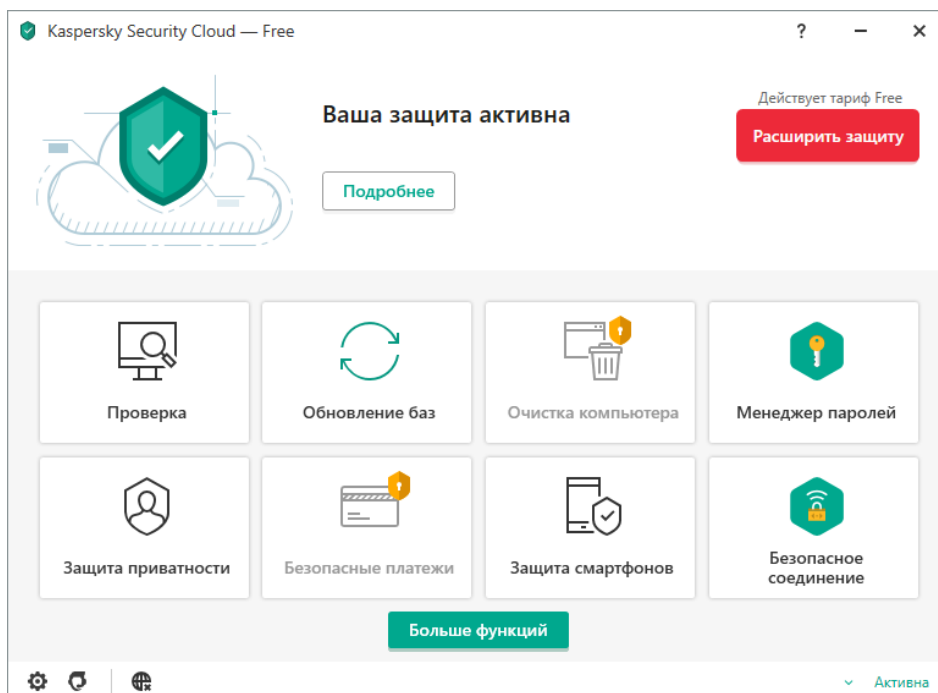 Kaspersky Security Cloud — Free
?
Действует тариф Free
Ваша защита активна
Расширить защиту
Подробнее
Проверка
Обновление баз
Очистка компьютера
Менеджер паролей
Защита приватности
Безопасные платежи
Защита смартфонов
Безопасное
соединение
Больше функций
Активна